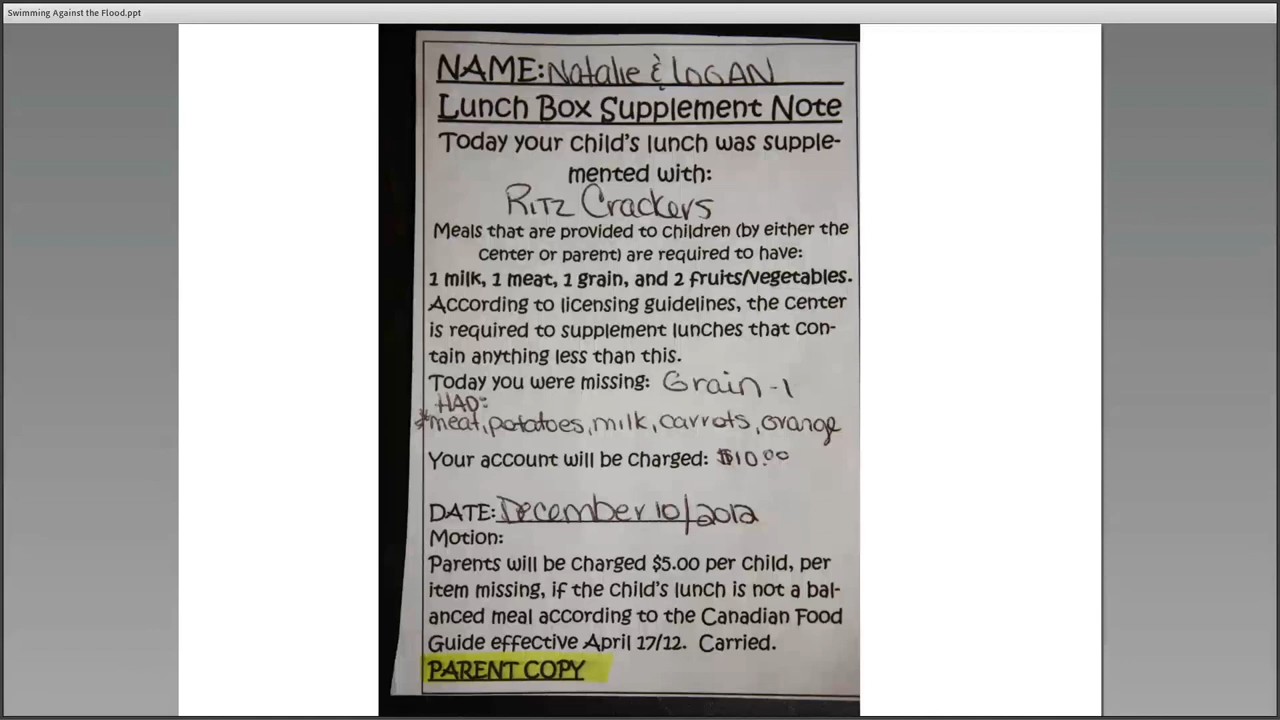 Swimming Against the Flood.ppt
NAME: Natalie & LOGAN
Lunch Box Supplement Note
Today your child's lunch was supple-
mented with:
RITZ Crackers
Meals that are provided to children (by either the
center or parent) are required to have:
1 milk, 1 meat, 1 grain, and 2 fruits/vegetables.
According to licensing guidelines, the center
is required to supplement lunches that con-
tain anything less than this.
Today you were missing: Grain -1
HAD:
*meat, potatoes, milk, carrots, orange
Your account will be charged: $10.00
DATE: December 10/2012
Motion:
Parents will be charged $5.00 per child, per
item missing, if the child's lunch is not a bal-
anced meal according to the Canadian Food
Guide effective April 17/12. Carried.
PARENT COPY